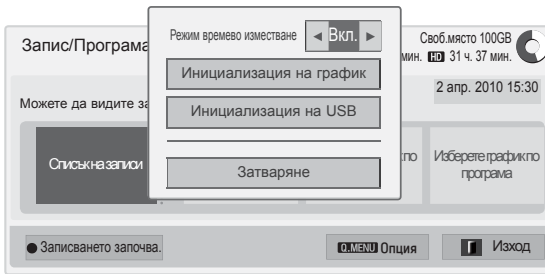 Запис/Програма
Своб.място 100GB
мин. HD 31 ч. 37 мин.
2 апр. 2010 15:30
Режим времево изместване ◄ Вкл. ►
Инициализация на график
Инициализация на USB
Затваряне
Можете да видите за
Списък на записи
по
Изберете график по
програма
● Записването започва.
Q.MENU Опция
Изход